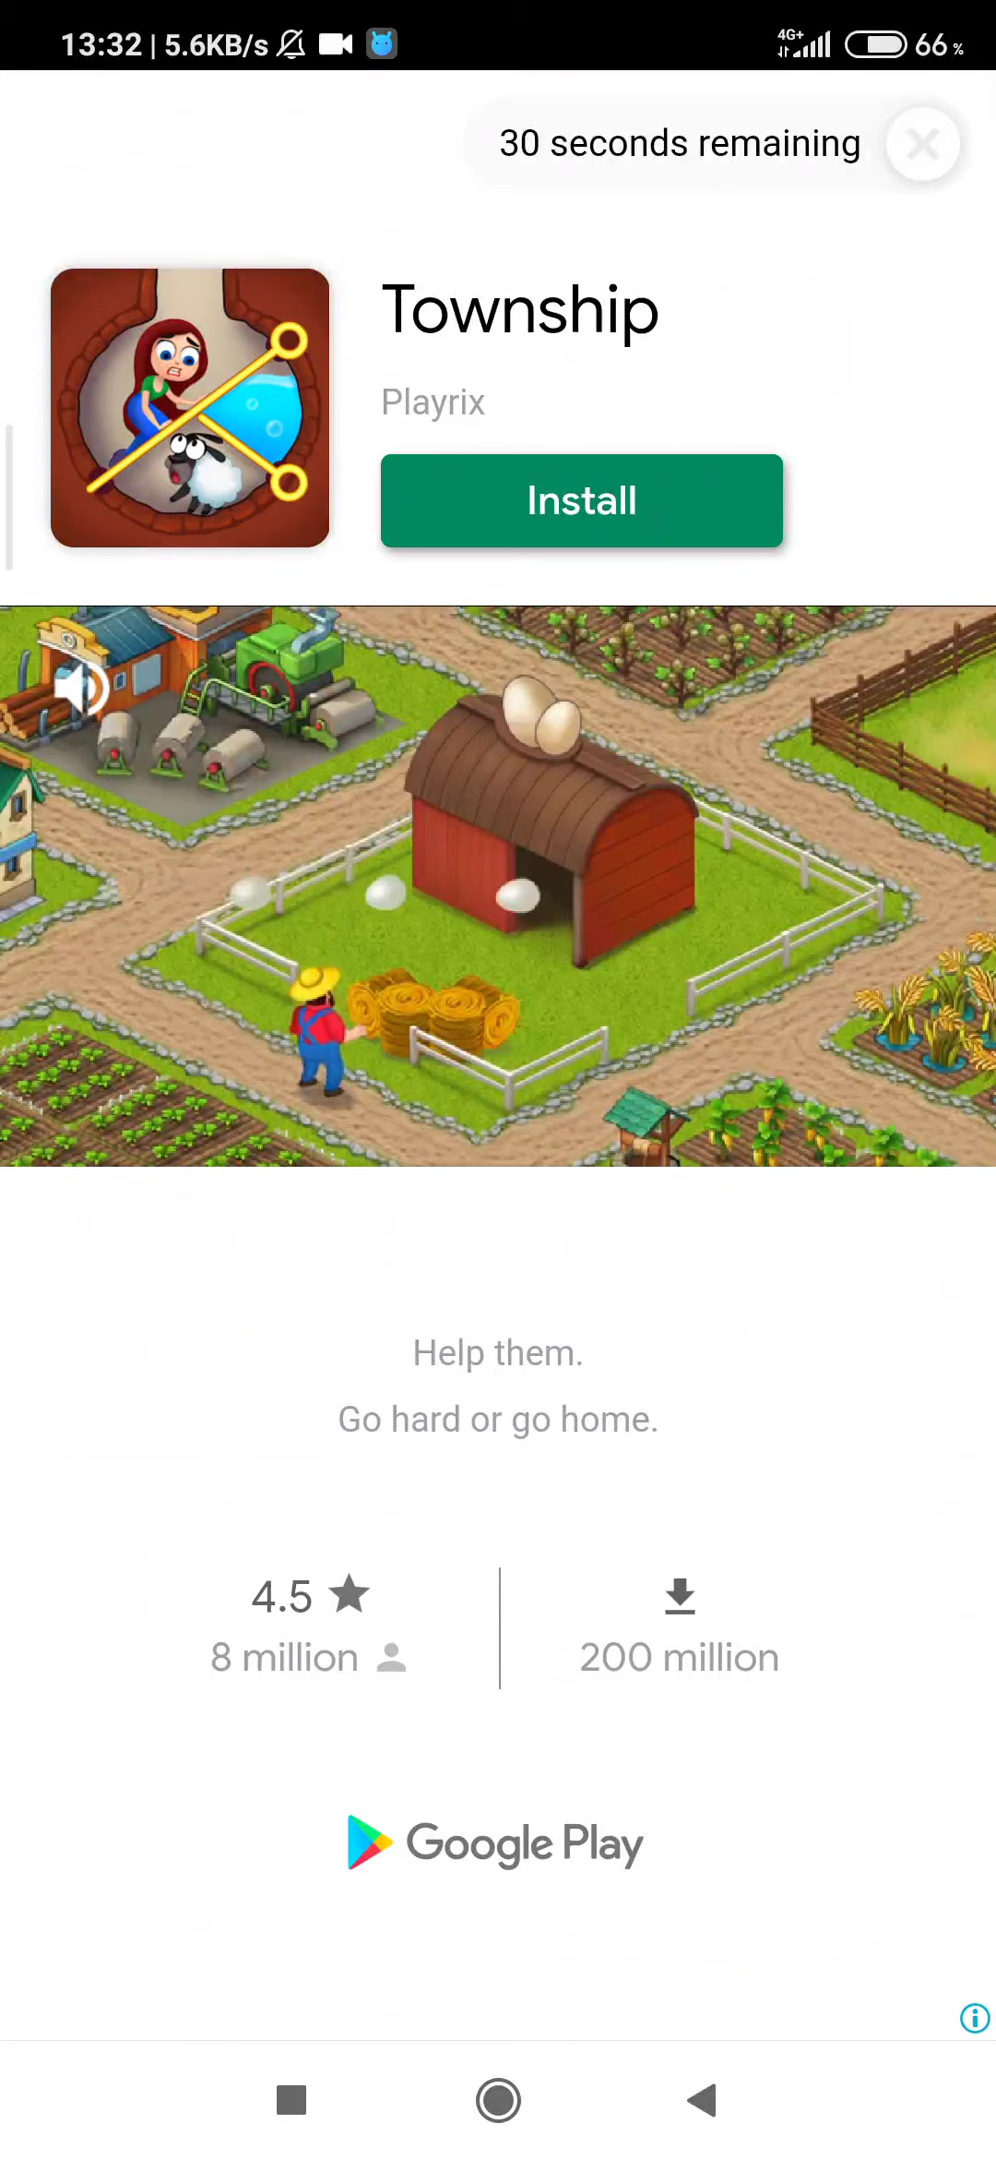 13:32 | 5.6KB/s 4G+ 66 %
30 seconds remaining
Township
Playrix
Install
Help them.
Go hard or go home.
4.5
8 million
200 million
Google Play